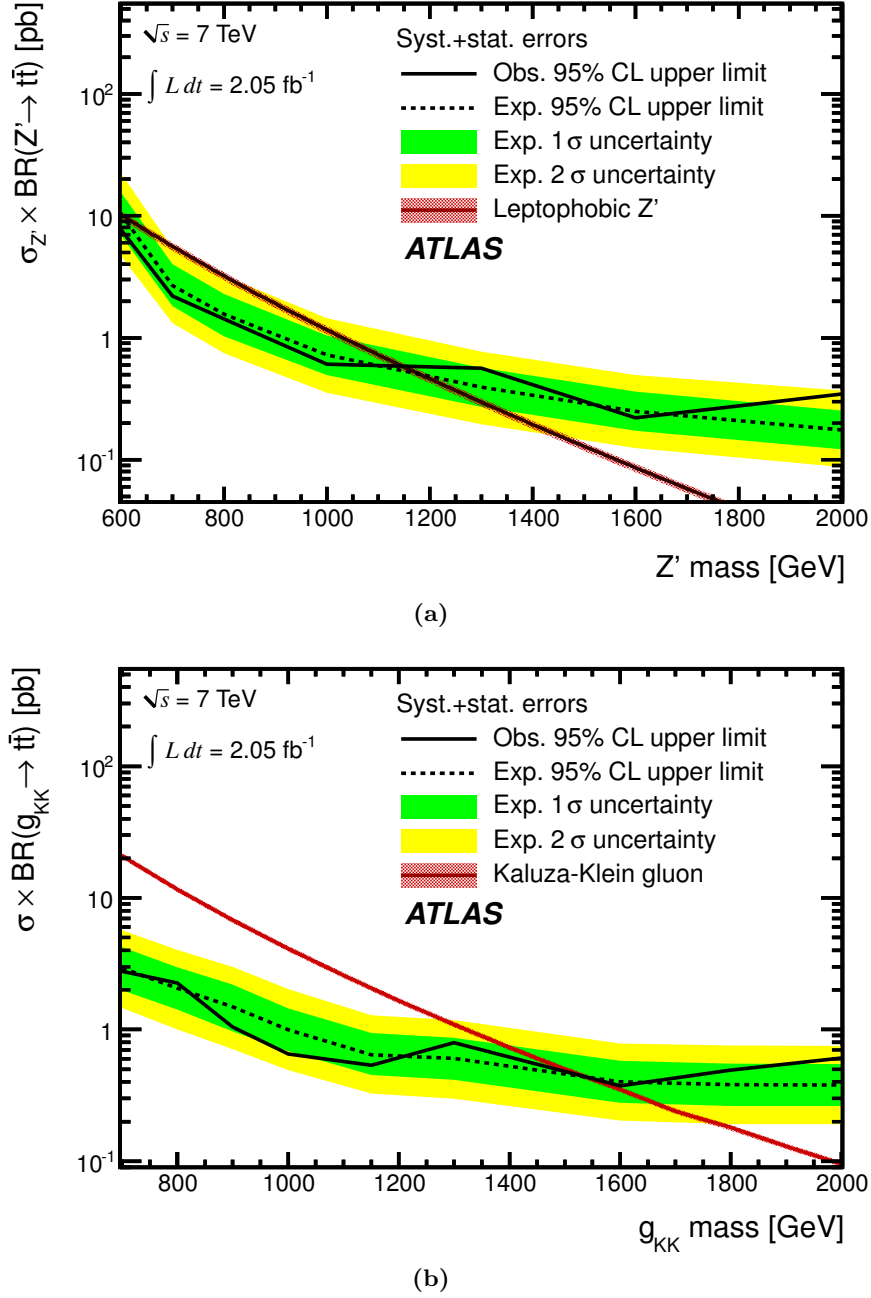 σ_Z' × BR(Z'→ tt̄) [pb]
√s = 7 TeV
∫ L dt = 2.05 fb⁻¹
Syst.+stat. errors
Obs. 95% CL upper limit
Exp. 95% CL upper limit
Exp. 1 σ uncertainty
Exp. 2 σ uncertainty
Leptophobic Z'
ATLAS
10²
10
1
10⁻¹
600 800 1000 1200 1400 1600 1800 2000
Z' mass [GeV]
(a)
σ × BR(g_KK → tt̄) [pb]
√s = 7 TeV
∫ L dt = 2.05 fb⁻¹
Syst.+stat. errors
Obs. 95% CL upper limit
Exp. 95% CL upper limit
Exp. 1 σ uncertainty
Exp. 2 σ uncertainty
Kaluza-Klein gluon
ATLAS
10²
10
1
10⁻¹
800 1000 1200 1400 1600 1800 2000
g_KK mass [GeV]
(b)